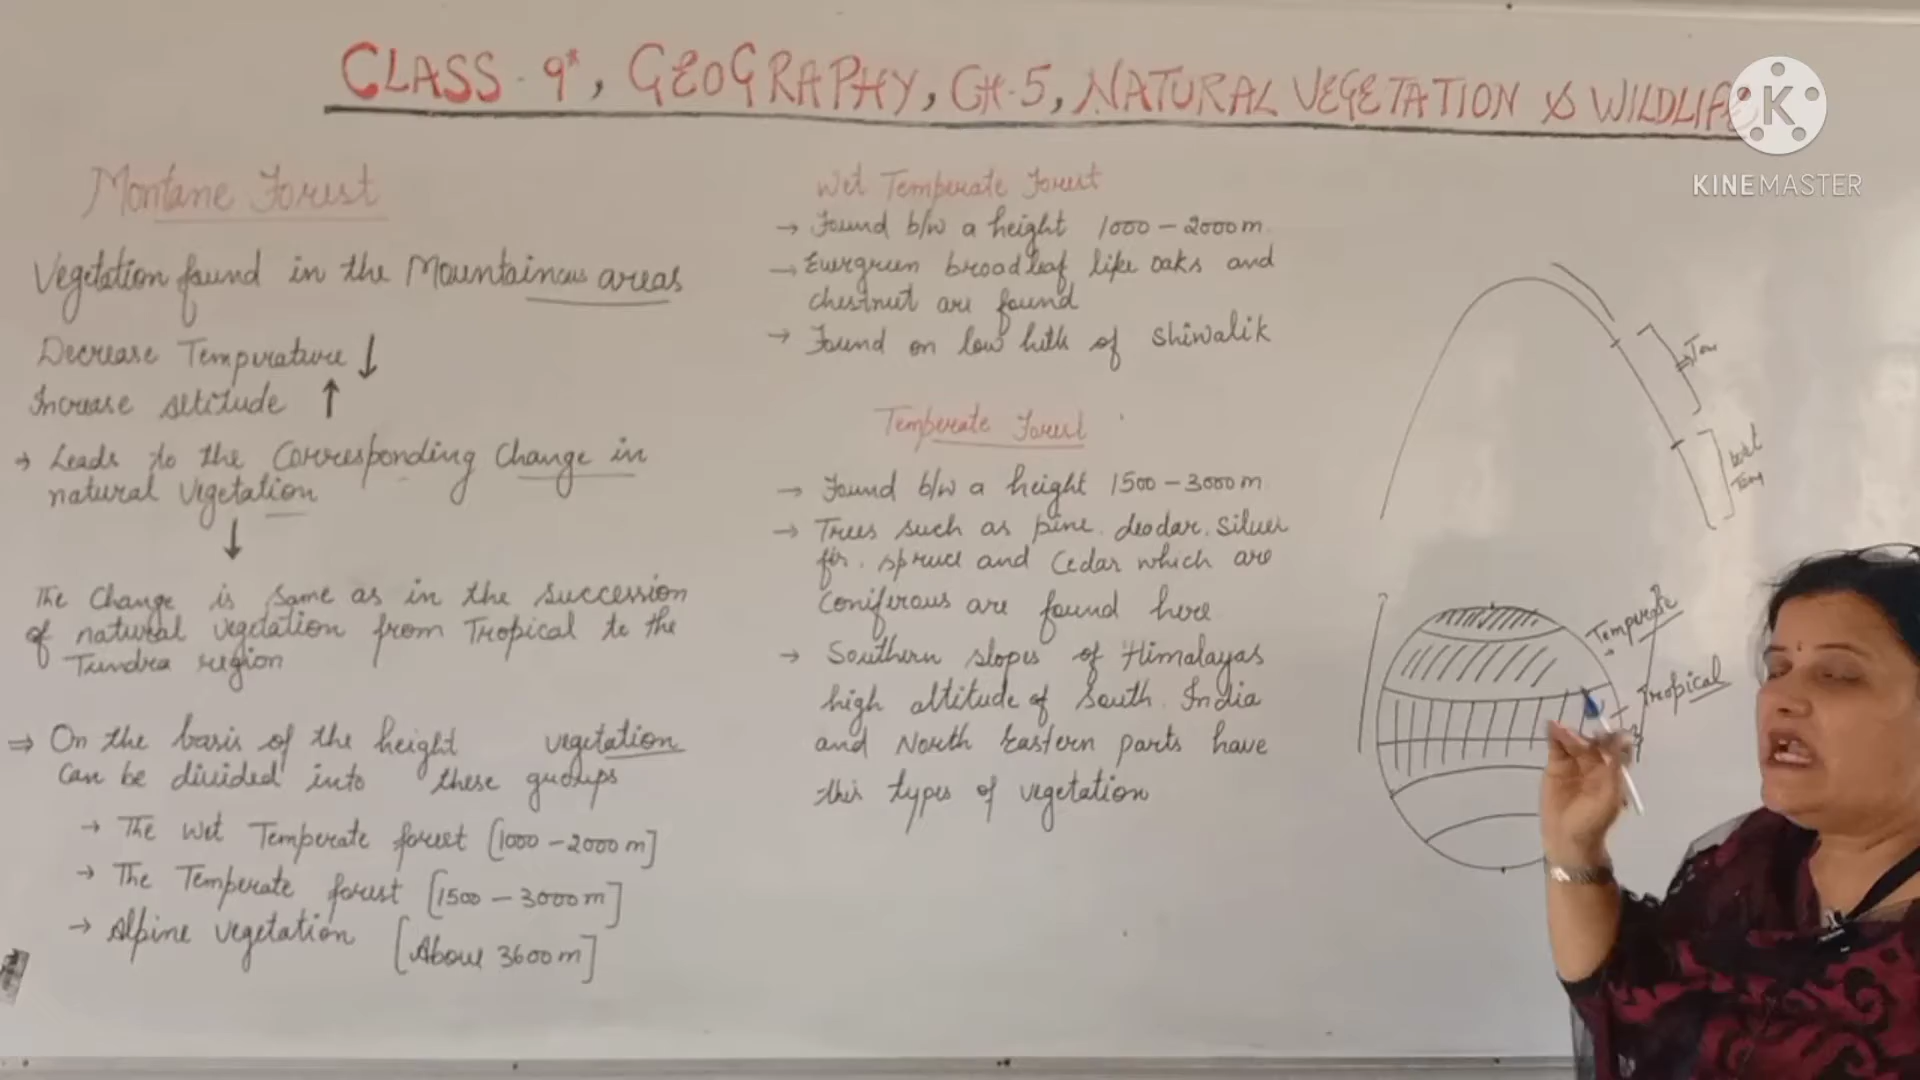 CLASS - 9th, GEOGRAPHY, CH-5, NATURAL VEGETATION & WILDLIFE
KINEMASTER
Montane Forest
Vegetation found in the Mountainous areas
Decrease Temperature ↓
Increase altitude ↑
→ Leads to the Corresponding Change in
natural vegetation
↓
The Change is same as in the succession
of natural vegetation from Tropical to the
Tundra region
⇒ On the basis of the height vegetation
can be divided into these groups
→ The Wet Temperate forest [1000 - 2000 m]
→ The Temperate forest [1500 - 3000 m]
→ Alpine vegetation [Above 3600 m]
Wet Temperate Forest
→ Found b/w a height 1000 - 2000 m
→ Evergreen broad leaf like oaks and
chestnut are found
→ Found on low hills of Shiwalik
Temperate Forest
→ Found b/w a height 1500 - 3000 m
→ Trees such as pine, deodar, silver
fir, spruce and Cedar which are
Coniferous are found here
→ Southern slopes of Himalayas
high altitude of South India
and North Eastern parts have
this types of vegetation
Tem
Wet
Tem
Temperate
Tropical